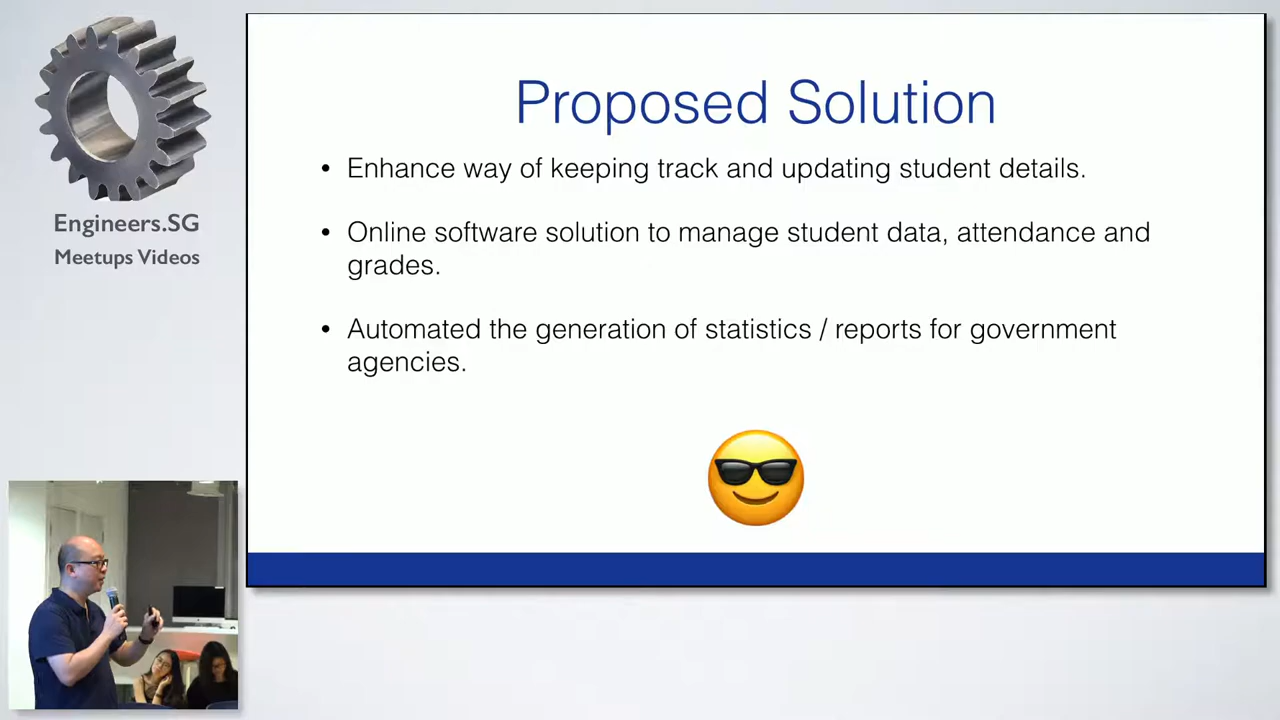 Engineers.SG
Meetups Videos
Proposed Solution
• Enhance way of keeping track and updating student details.
• Online software solution to manage student data, attendance and
grades.
• Automated the generation of statistics / reports for government
agencies.